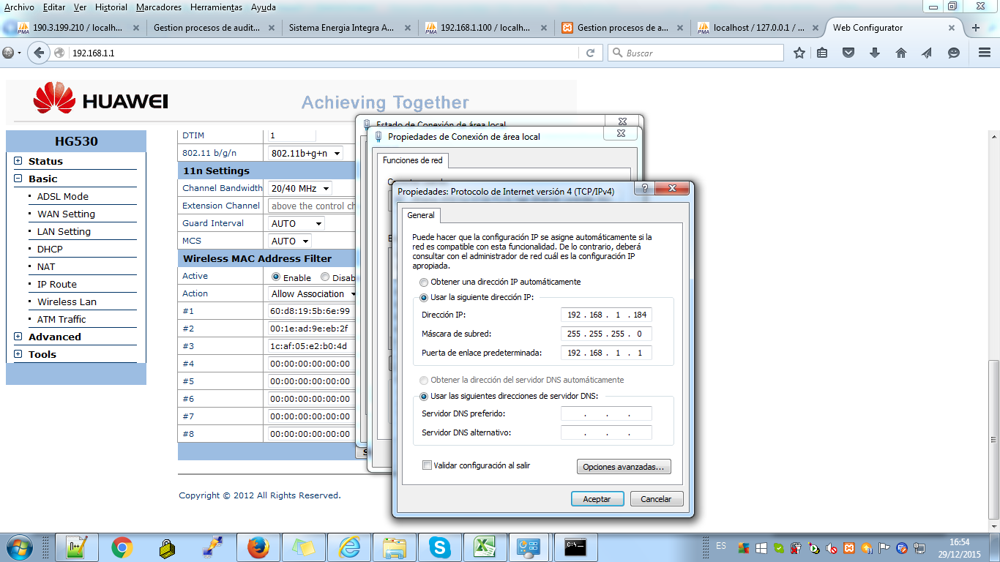 Archivo Editar Ver Historial Marcadores Herramientas Ayuda
190.3.199.210 / localh...
Gestion procesos de audit...
Sistema Energia Integra A...
192.168.1.100 / localh...
Gestion procesos de a...
localhost / 127.0.0.1 / ...
Web Configurator
192.168.1.1
Buscar
HUAWEI
Achieving Together
HG530
Status
Basic
ADSL Mode
WAN Setting
LAN Setting
DHCP
NAT
IP Route
Wireless Lan
ATM Traffic
Advanced
Tools
DTIM 1
802.11 b/g/n 802.11b+g+n
11n Settings
Channel Bandwidth 20/40 MHz
Extension Channel above the control ch
Guard Interval AUTO
MCS AUTO
Wireless MAC Address Filter
Active Enable Disab
Action Allow Association
#1 60:d8:19:5b:6e:99
#2 00:1e:ad:9e:eb:2f
#3 1c:af:05:e2:b0:4d
#4 00:00:00:00:00:00
#5 00:00:00:00:00:00
#6 00:00:00:00:00:00
#7 00:00:00:00:00:00
#8 00:00:00:00:00:00
Copyright © 2012 All Rights Reserved.
Estado de Conexión de área local
Propiedades de Conexión de área local
Funciones de red
Propiedades: Protocolo de Internet versión 4 (TCP/IPv4)
General
Puede hacer que la configuración IP se asigne automáticamente si la
red es compatible con esta funcionalidad. De lo contrario, deberá
consultar con el administrador de red cuál es la configuración IP
apropiada.
Obtener una dirección IP automáticamente
Usar la siguiente dirección IP:
Dirección IP: 192 . 168 . 1 . 184
Máscara de subred: 255 . 255 . 255 . 0
Puerta de enlace predeterminada: 192 . 168 . 1 . 1
Obtener la dirección del servidor DNS automáticamente
Usar las siguientes direcciones de servidor DNS:
Servidor DNS preferido: . . .
Servidor DNS alternativo: . . .
Validar configuración al salir
Opciones avanzadas...
Aceptar Cancelar
ES
16:54
29/12/2015